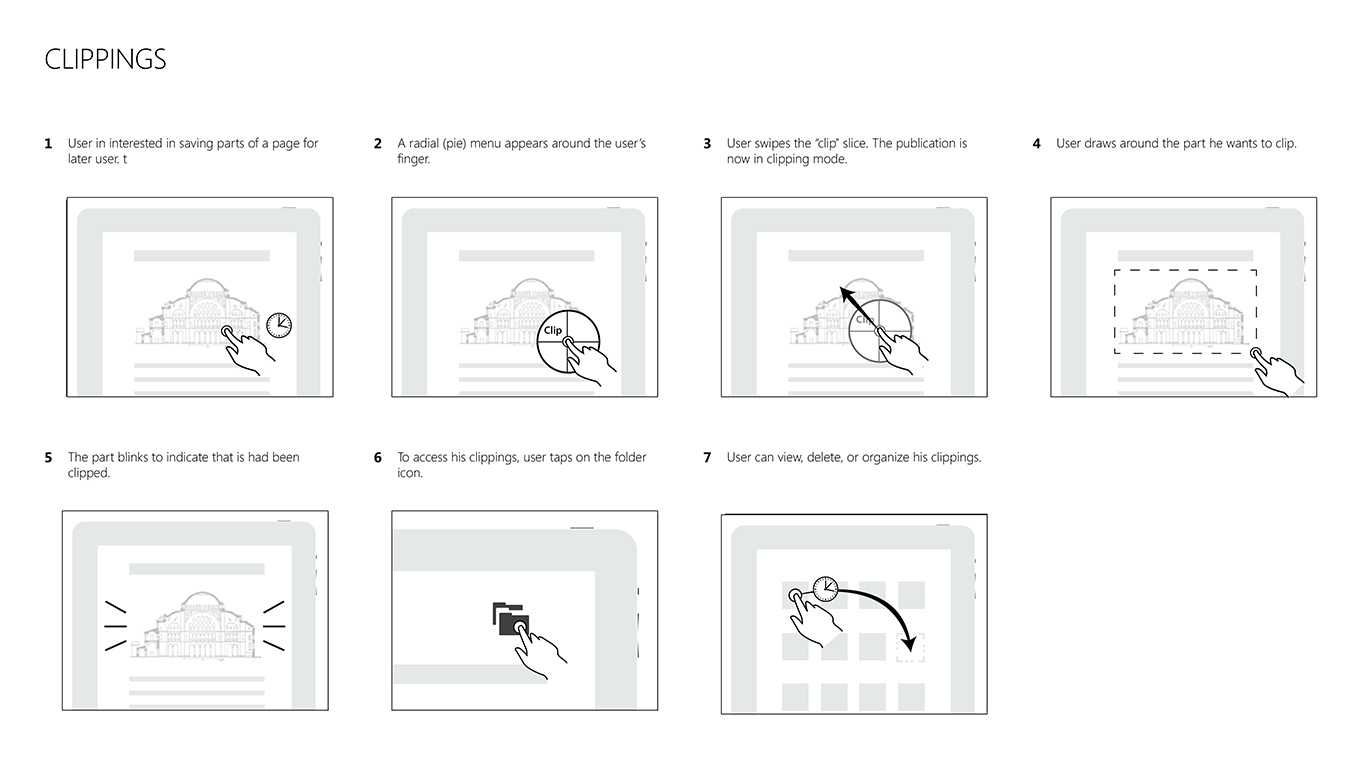 CLIPPINGS
1 User in interested in saving parts of a page for
later user. t
2 A radial (pie) menu appears around the user’s
finger.
3 User swipes the “clip” slice. The publication is
now in clipping mode.
4 User draws around the part he wants to clip.
Clip
Clip
5 The part blinks to indicate that is had been
clipped.
6 To access his clippings, user taps on the folder
icon.
7 User can view, delete, or organize his clippings.